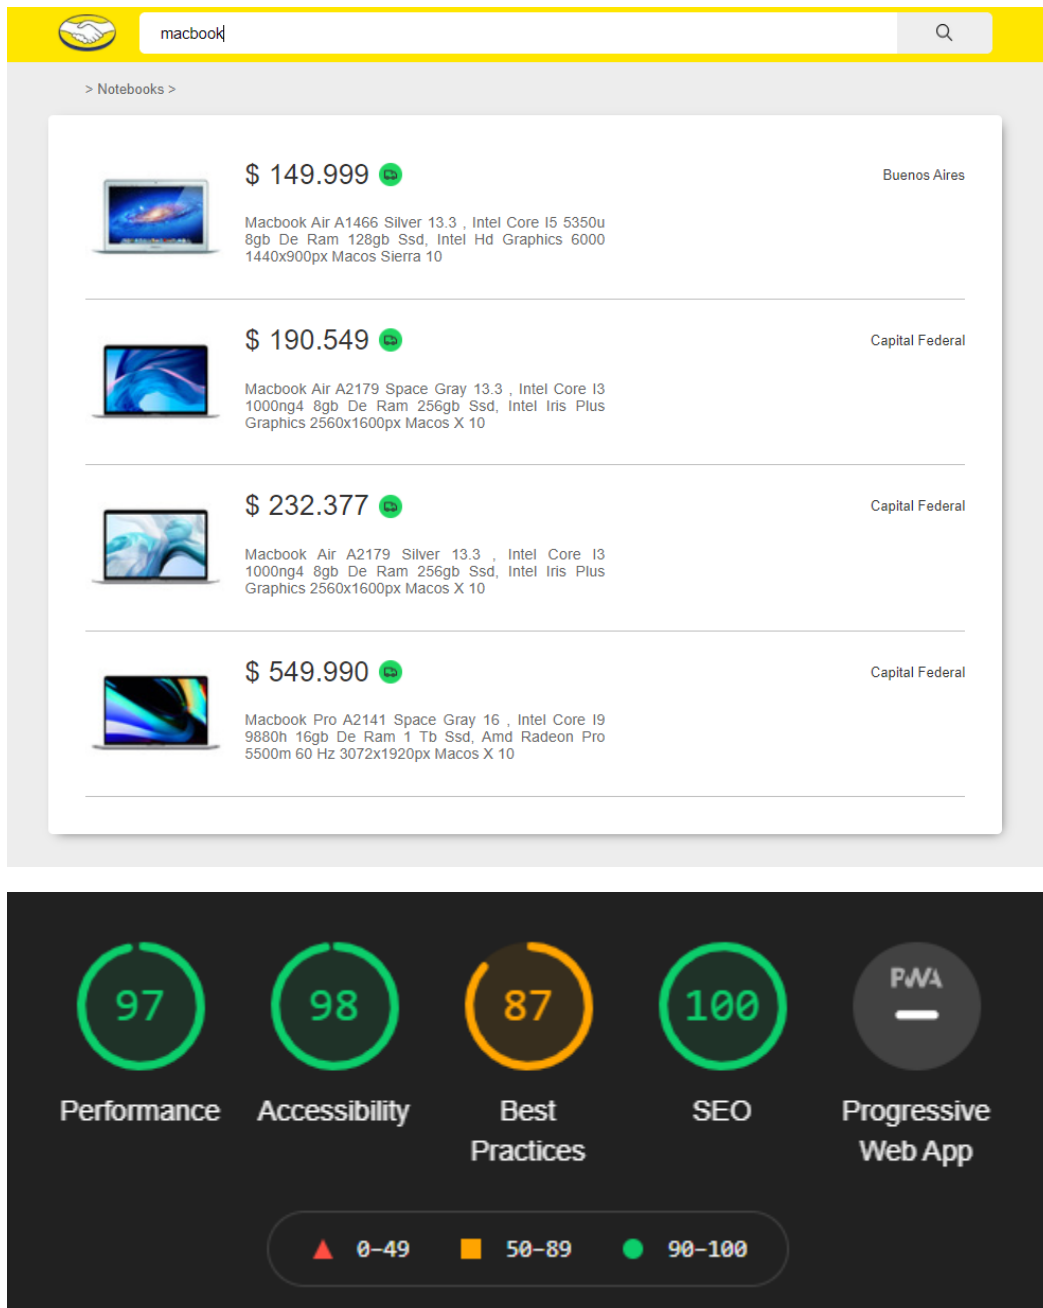 macbook
> Notebooks >
$ 149.999
Buenos Aires
Macbook Air A1466 Silver 13.3 , Intel Core I5 5350u
8gb De Ram 128gb Ssd, Intel Hd Graphics 6000
1440x900px Macos Sierra 10
$ 190.549
Capital Federal
Macbook Air A2179 Space Gray 13.3 , Intel Core I3
1000ng4 8gb De Ram 256gb Ssd, Intel Iris Plus
Graphics 2560x1600px Macos X 10
$ 232.377
Capital Federal
Macbook Air A2179 Silver 13.3 , Intel Core I3
1000ng4 8gb De Ram 256gb Ssd, Intel Iris Plus
Graphics 2560x1600px Macos X 10
$ 549.990
Capital Federal
Macbook Pro A2141 Space Gray 16 , Intel Core I9
9880h 16gb De Ram 1 Tb Ssd, Amd Radeon Pro
5500m 60 Hz 3072x1920px Macos X 10
97
Performance
98
Accessibility
87
Best
Practices
100
SEO
PWA
Progressive
Web App
0–49
50–89
90–100